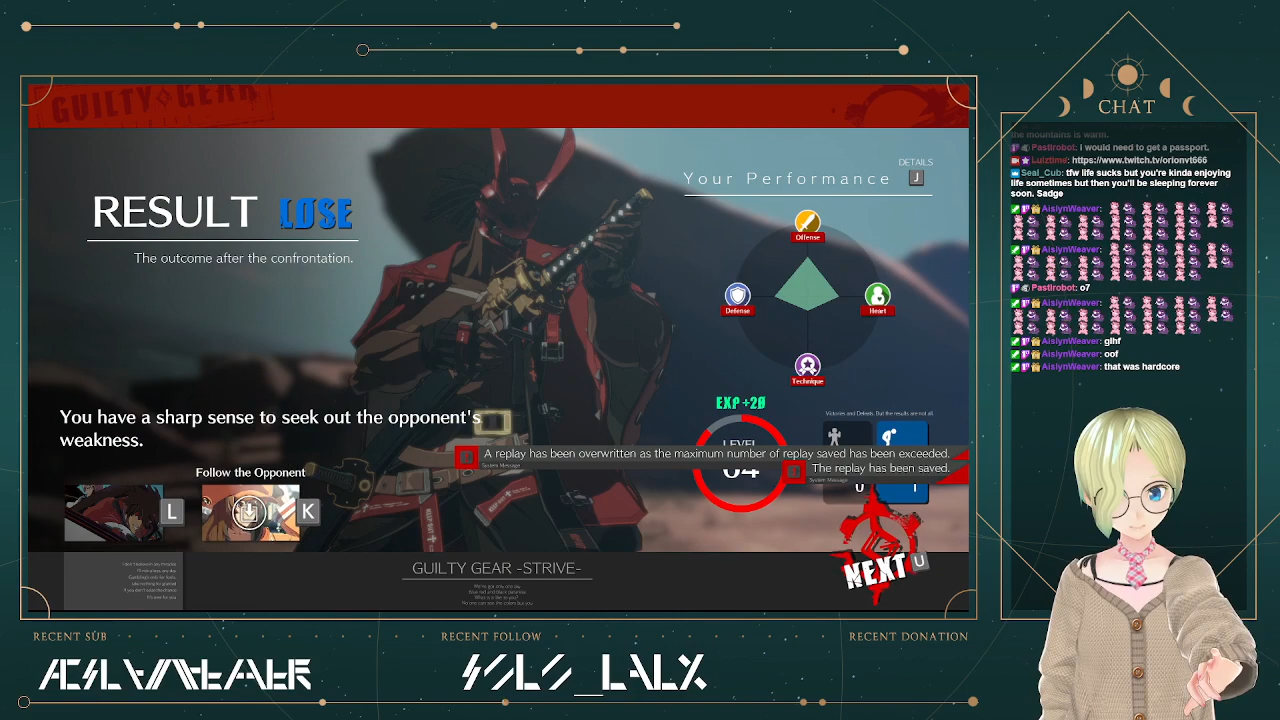 GUILTY GEAR
RESULT LOSE
The outcome after the confrontation.
DETAILS
Your Performance J
Offense
Defense
Heart
Technique
EXP +20
LEVEL
04
Victories and Defeats. But the results are not all.
0 1
You have a sharp sense to seek out the opponent's
weakness.
Follow the Opponent
L
K
A replay has been overwritten as the maximum number of replay saved has been exceeded.
System Message
The replay has been saved.
System Message
NEXT U
GUILTY GEAR -STRIVE-
RECENT SUB
RECENT FOLLOW
RECENT DONATION
AISLYNWEAVER
SOLO_LALX
CHAT
the mountains is warm.
Pastirobot: i would need to get a passport.
Lulztime: https://www.twitch.tv/orionvt666
Seal_Cub: tfw life sucks but you're kinda enjoying
life sometimes but then you'll be sleeping forever
soon. Sadge
AislynWeaver:
AislynWeaver:
Pastirobot: o7
AislynWeaver:
AislynWeaver: glhf
AislynWeaver: oof
AislynWeaver: that was hardcore